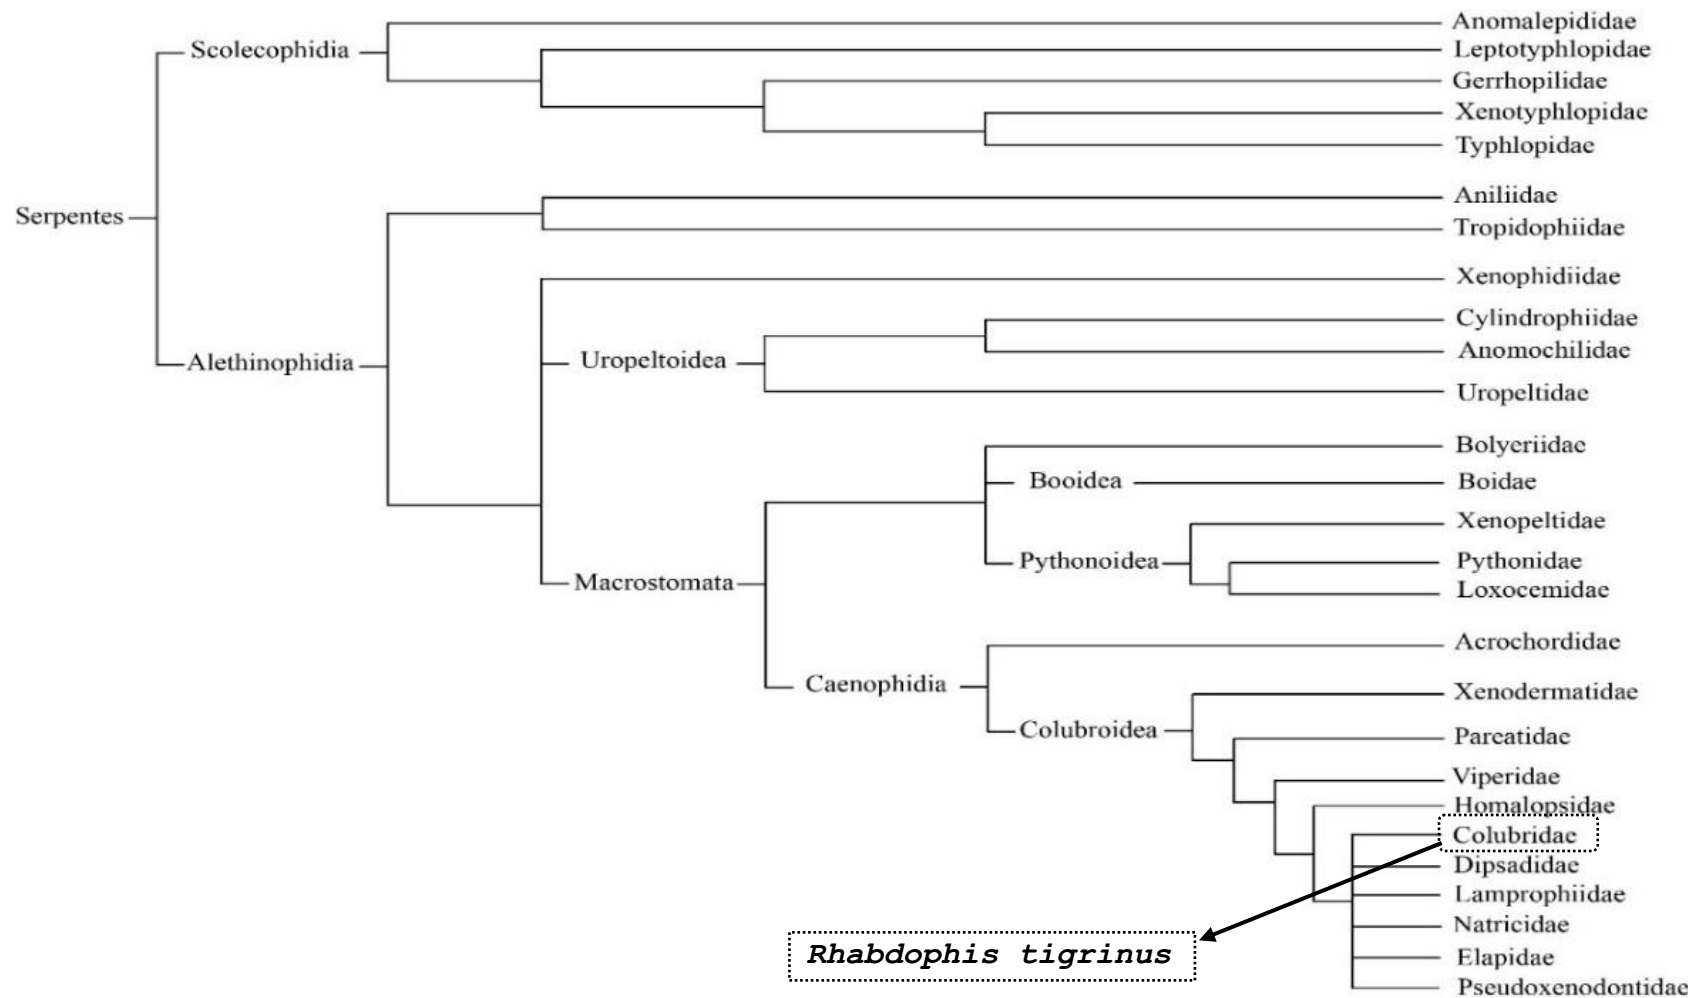 Anomalepididae
Scolecophidia
Leptotyphlopidae
Gerrhopilidae
Xenotyphlopidae
Typhlopidae
Aniliidae
Serpentes
Tropidophiidae
Xenophidiidae
Cylindrophiidae
Anomochilidae
Alethinophidia
Uropeltoidea
Uropeltidae
Bolyeriidae
Booidea
Boidae
Xenopeltidae
Pythonoidea
Pythonidae
Macrostomata
Loxocemidae
Acrochordidae
Caenophidia
Xenodermatidae
Colubroidea
Pareatidae
Viperidae
Homalopsidae
Colubridae
Dipsadidae
Lamprophiidae
Natricidae
Rhabdophis tigrinus
Elapidae
Pseudoxenodontidae